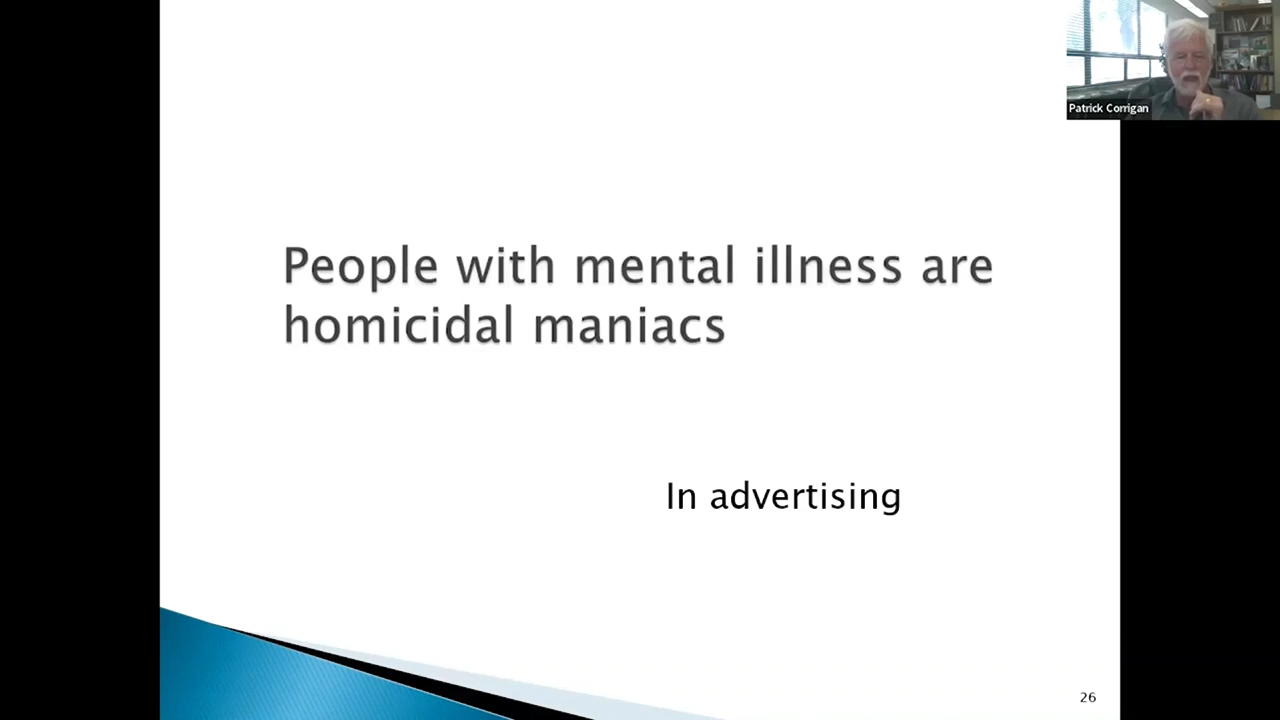 Patrick Corrigan
People with mental illness are
homicidal maniacs
In advertising
26